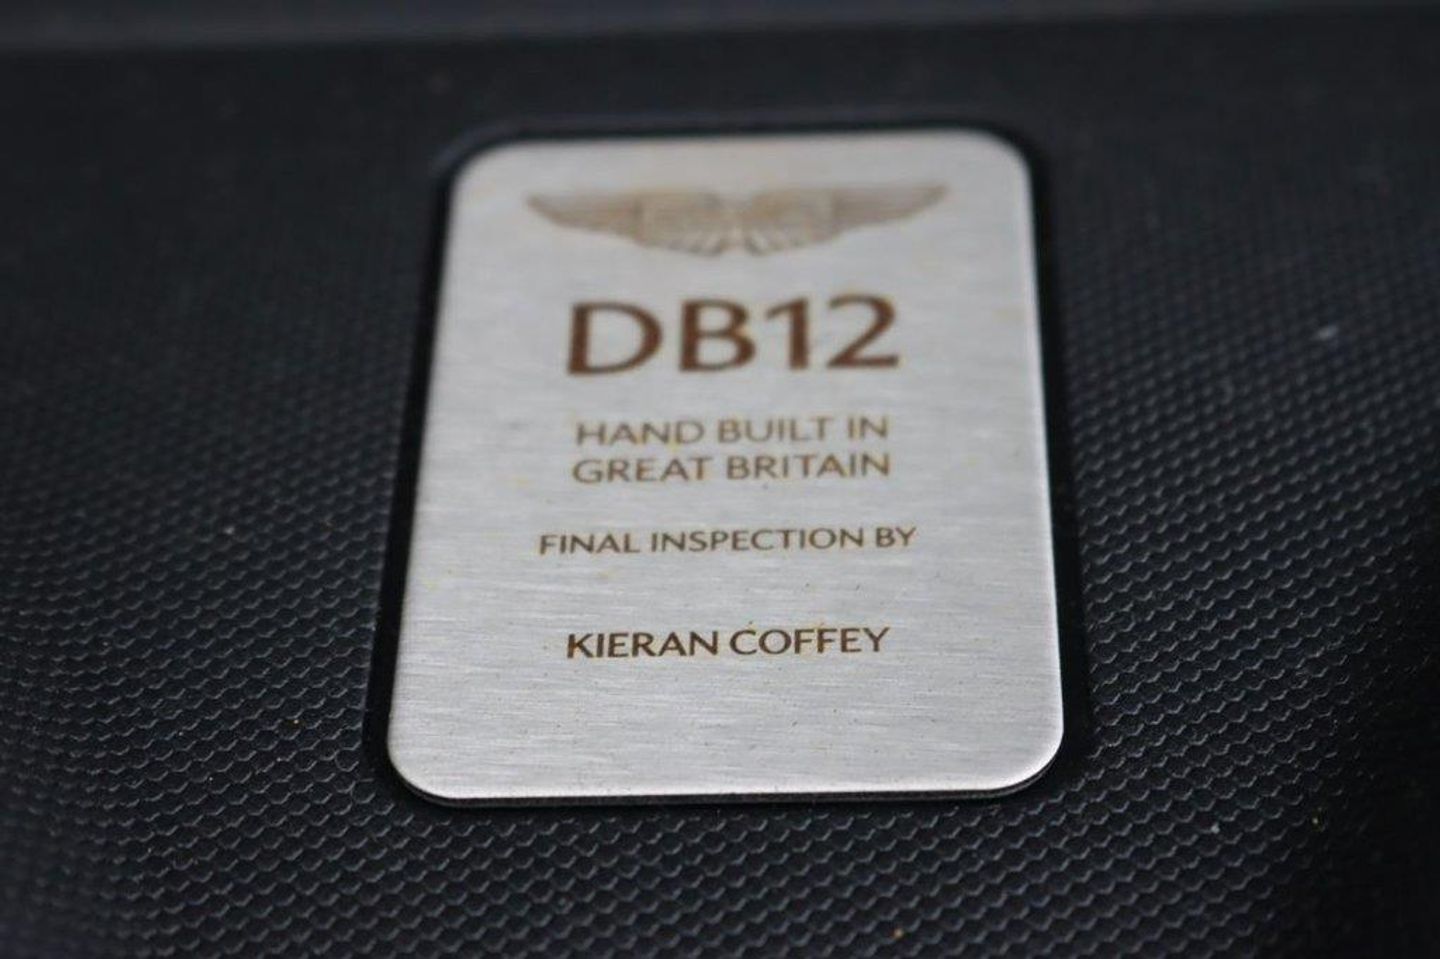 DB12
HAND BUILT IN
GREAT BRITAIN
FINAL INSPECTION BY
KIERAN COFFEY